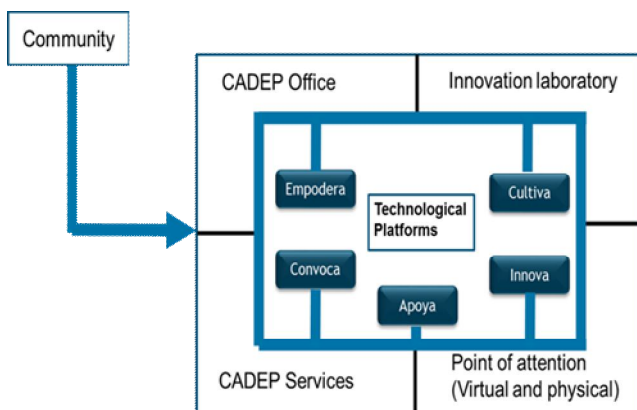 Community
CADEP Office
Innovation laboratory
Empodera
Technological
Platforms
Cultiva
Convoca
Apoya
Innova
CADEP Services
Point of attention
(Virtual and physical)